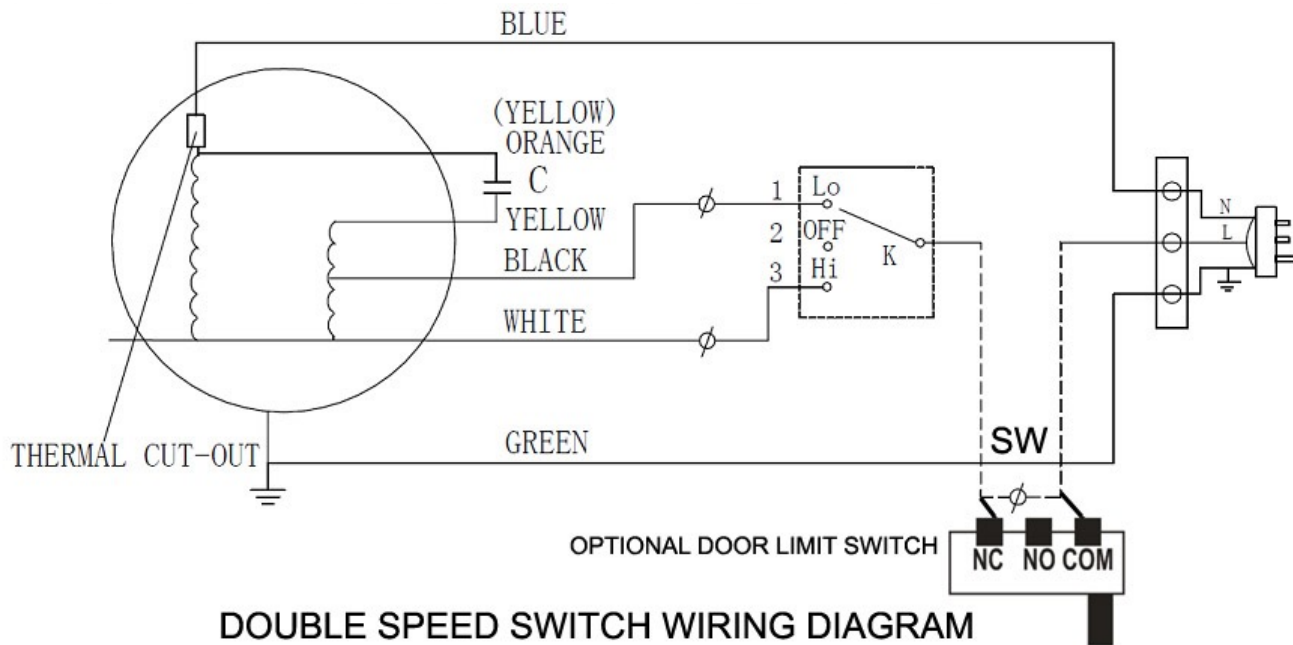 BLUE
(YELLOW)
ORANGE
C
YELLOW
BLACK
WHITE
1 Lo
2 OFF
3 Hi
K
N
L
THERMAL CUT-OUT
GREEN
SW
OPTIONAL DOOR LIMIT SWITCH
NC NO COM
DOUBLE SPEED SWITCH WIRING DIAGRAM